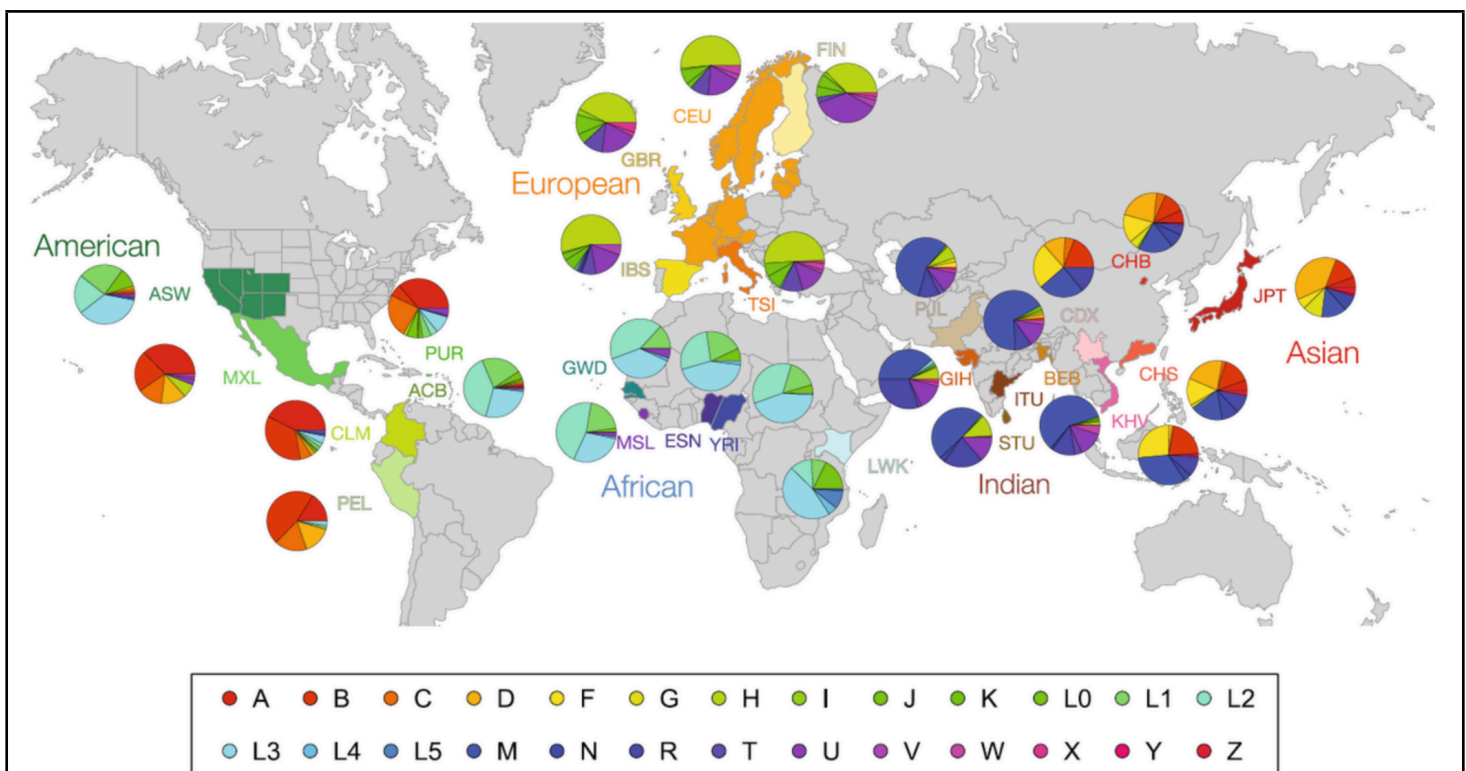 FIN
CEU
GBR
European
American
IBS
CHB
ASW
TSI
PJL
CDX
JPT
PUR
Asian
GWD
MXL
ACB
GIH
BEB
CHS
ITU
CLM
MSL
ESN
YRI
STU
KHV
LWK
African
Indian
PEL
A B C D F G H I J K L0 L1 L2
L3 L4 L5 M N R T U V W X Y Z